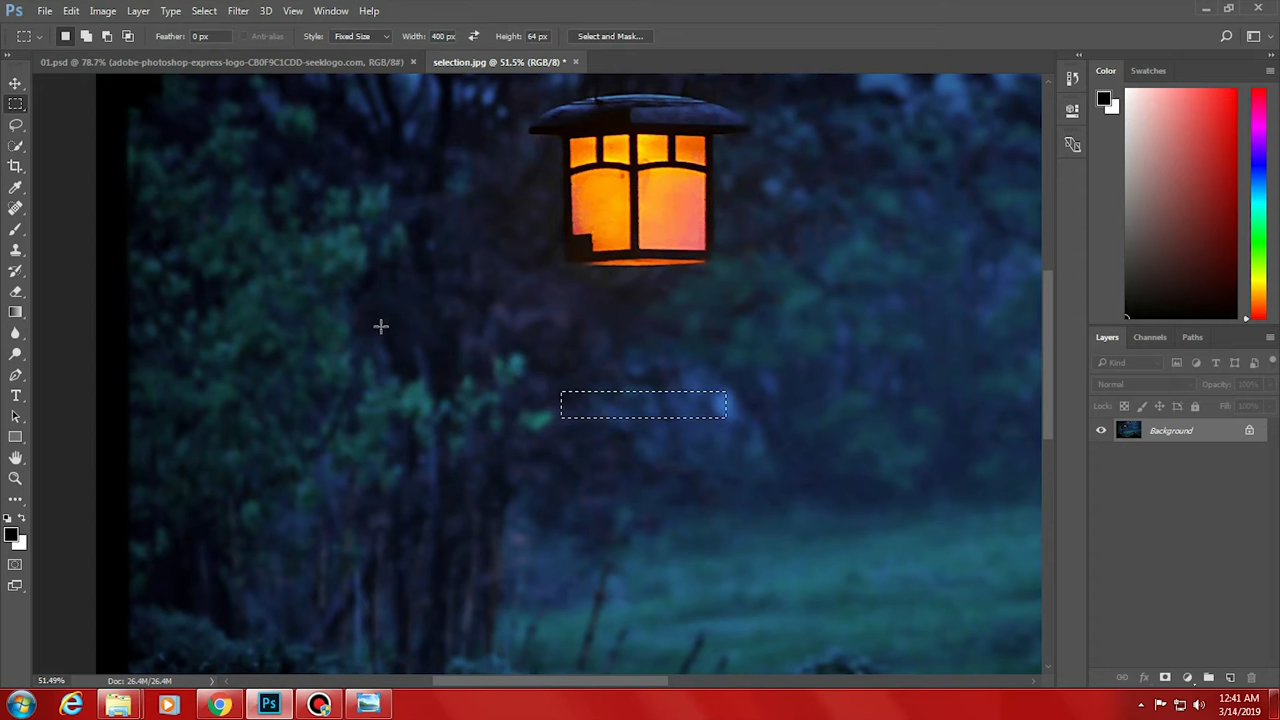 Ps File Edit Image Layer Type Select Filter 3D View Window Help
Feather: 0 px Anti-alias Style: Fixed Size Width: 400 px Height: 64 px Select and Mask...
01.psd @ 78.7% (adobe-photoshop-express-logo-CB0F9C1CDD-seeklogo.com, RGB/8#) × selection.jpg @ 51.5% (RGB/8) * ×
Color Swatches
Layers Channels Paths
Kind
Normal Opacity: 100%
Lock: Fill: 100%
Background
51.49% Doc: 26.4M/26.4M
Ps
12:41 AM
3/14/2019